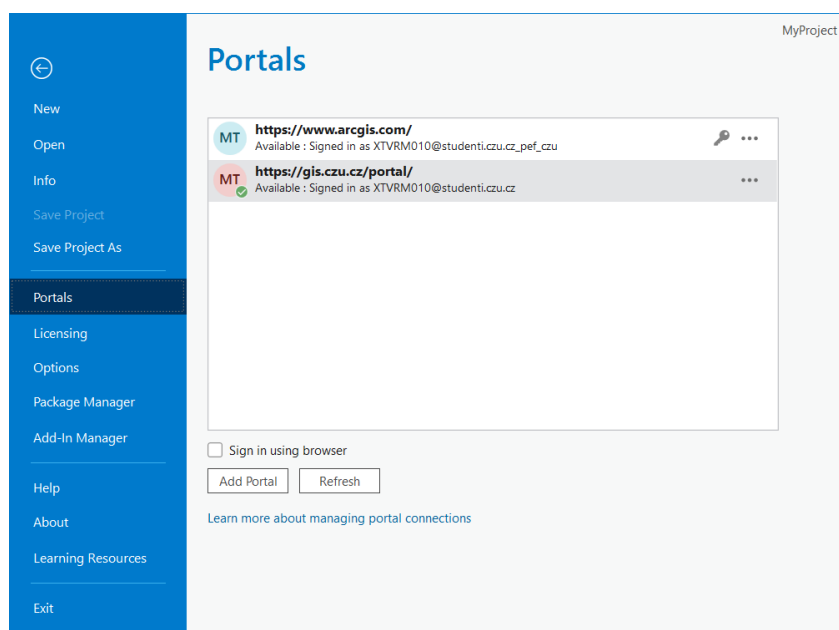 MyProject
Portals
New
Open
Info
Save Project
Save Project As
Portals
Licensing
Options
Package Manager
Add-In Manager
Help
About
Learning Resources
Exit
MT
https://www.arcgis.com/
Available : Signed in as XTVRM010@studenti.czu.cz_pef_czu
MT
https://gis.czu.cz/portal/
Available : Signed in as XTVRM010@studenti.czu.cz
Sign in using browser
Add Portal
Refresh
Learn more about managing portal connections